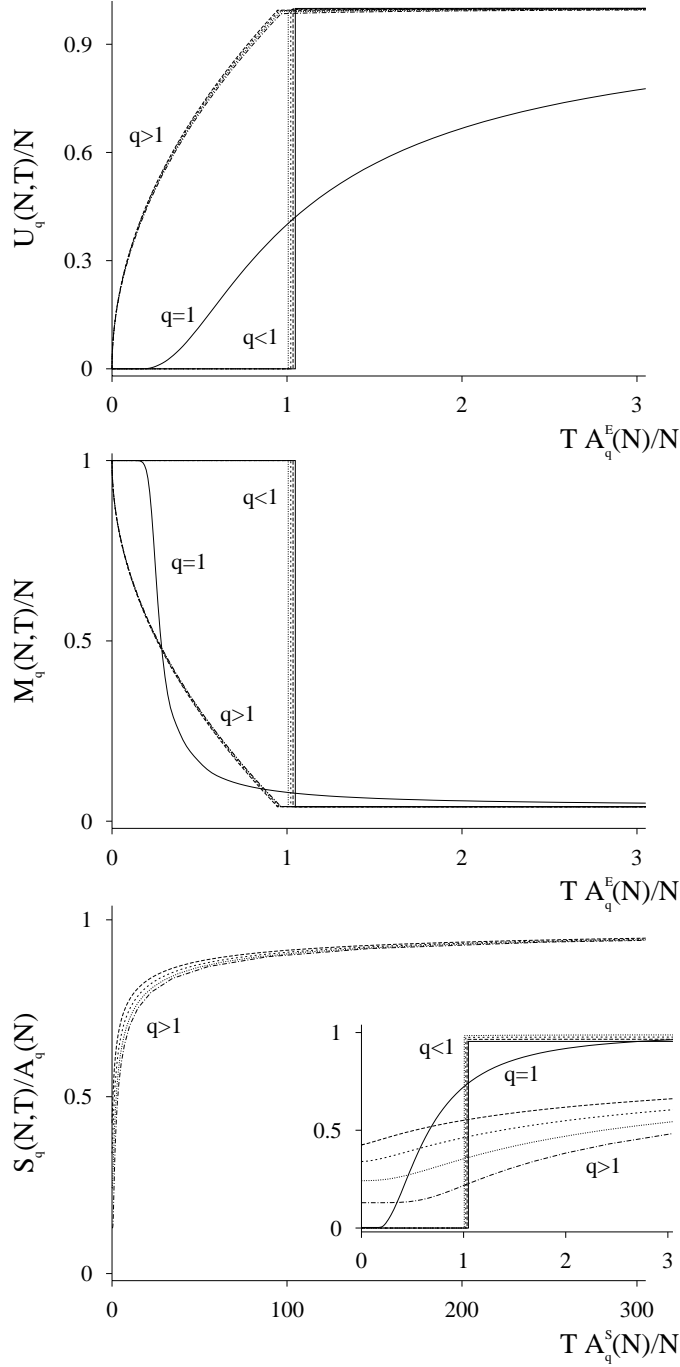 0.9
0.6
0.3
0
U_q(N,T)/N
q>1
q=1
q<1
0 1 2 3
T A_q^E(N)/N
1
0.5
0
M_q(N,T)/N
q<1
q=1
q>1
0 1 2 3
T A_q^E(N)/N
1
0.5
0
S_q(N,T)/A_q(N)
q>1
1
0.5
0
q<1
q=1
q>1
0 1 2 3
0 100 200 300
T A_q^S(N)/N